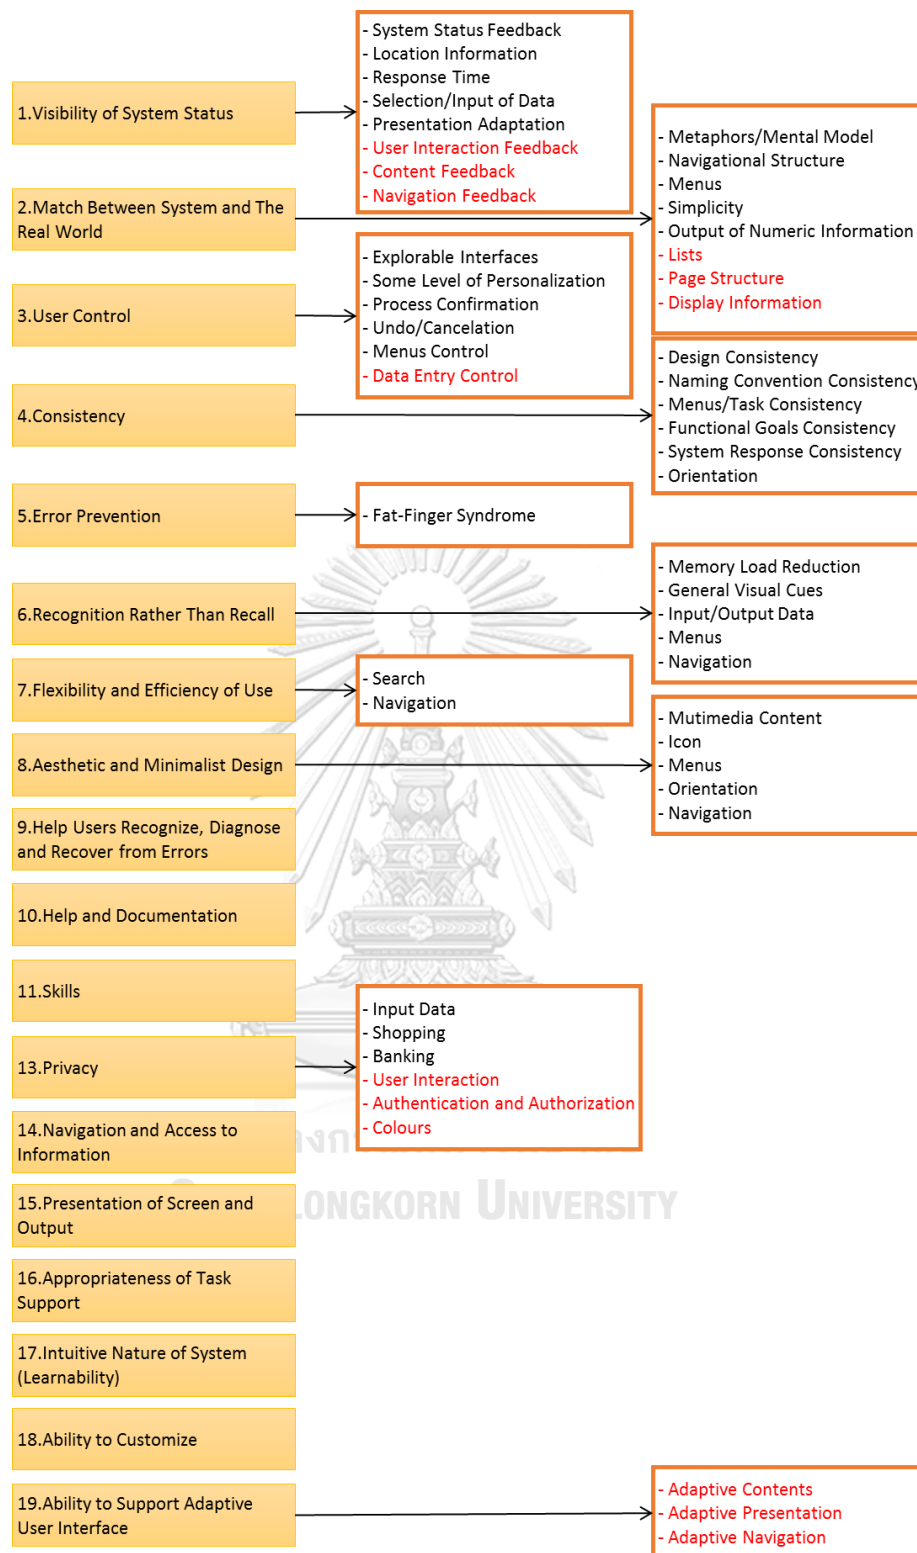 1.Visibility of System Status
- System Status Feedback
- Location Information
- Response Time
- Selection/Input of Data
- Presentation Adaptation
- User Interaction Feedback
- Content Feedback
- Navigation Feedback
2.Match Between System and The
Real World
- Metaphors/Mental Model
- Navigational Structure
- Menus
- Simplicity
- Output of Numeric Information
- Lists
- Page Structure
- Display Information
3.User Control
- Explorable Interfaces
- Some Level of Personalization
- Process Confirmation
- Undo/Cancelation
- Menus Control
- Data Entry Control
4.Consistency
- Design Consistency
- Naming Convention Consistency
- Menus/Task Consistency
- Functional Goals Consistency
- System Response Consistency
- Orientation
5.Error Prevention
- Fat-Finger Syndrome
6.Recognition Rather Than Recall
- Memory Load Reduction
- General Visual Cues
- Input/Output Data
- Menus
- Navigation
7.Flexibility and Efficiency of Use
- Search
- Navigation
8.Aesthetic and Minimalist Design
- Mutimedia Content
- Icon
- Menus
- Orientation
- Navigation
9.Help Users Recognize, Diagnose
and Recover from Errors
10.Help and Documentation
11.Skills
13.Privacy
- Input Data
- Shopping
- Banking
- User Interaction
- Authentication and Authorization
- Colours
14.Navigation and Access to
Information
15.Presentation of Screen and
Output
LONGKORN UNIVERSITY
16.Appropriateness of Task
Support
17.Intuitive Nature of System
(Learnability)
18.Ability to Customize
19.Ability to Support Adaptive
User Interface
- Adaptive Contents
- Adaptive Presentation
- Adaptive Navigation